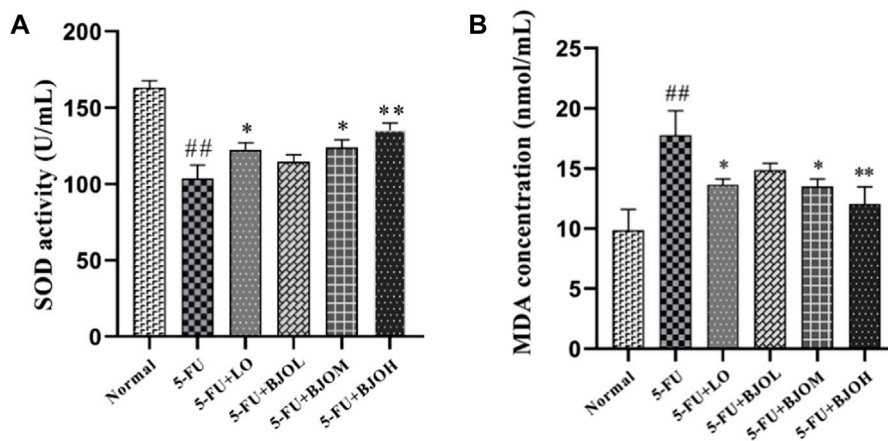 A
SOD activity (U/mL)
200
150
100
50
0
##
*
*
**
Normal
5-FU
5-FU+LO
5-FU+BJOL
5-FU+BJOM
5-FU+BJOH
B
MDA concentration (nmol/mL)
25
20
15
10
5
0
##
*
*
**
Normal
5-FU
5-FU+LO
5-FU+BJOL
5-FU+BJOM
5-FU+BJOH